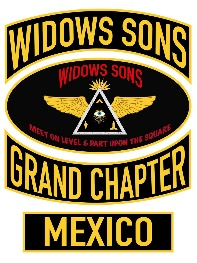 WIDOWS SONS
WIDOWS SONS
MEET ON LEVEL & PART UPON THE SQUARE
GRAND CHAPTER
MEXICO